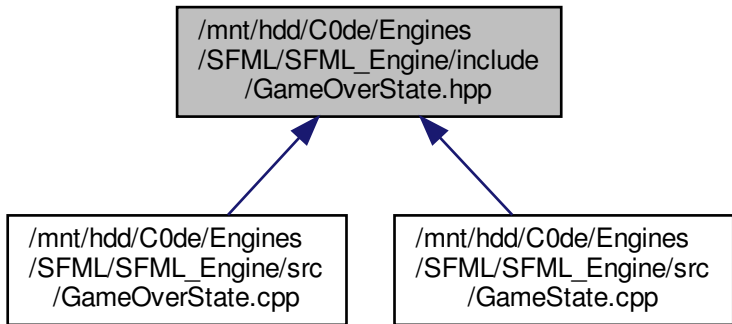 /mnt/hdd/C0de/Engines
/SFML/SFML_Engine/include
/GameOverState.hpp
/mnt/hdd/C0de/Engines
/SFML/SFML_Engine/src
/GameOverState.cpp
/mnt/hdd/C0de/Engines
/SFML/SFML_Engine/src
/GameState.cpp